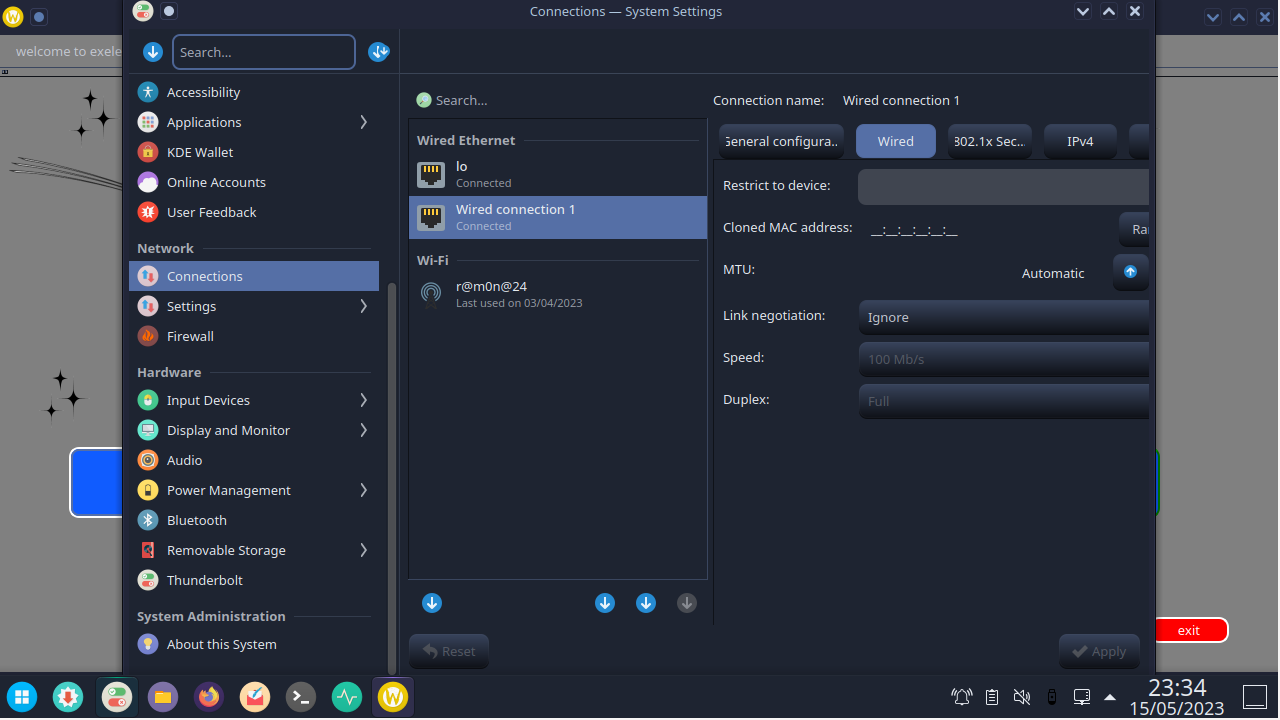 Connections — System Settings
welcome to exele
Search...
Accessibility
Applications
KDE Wallet
Online Accounts
User Feedback
Network
Connections
Settings
Firewall
Hardware
Input Devices
Display and Monitor
Audio
Power Management
Bluetooth
Removable Storage
Thunderbolt
System Administration
About this System
Search...
Wired Ethernet
lo
Connected
Wired connection 1
Connected
Wi-Fi
r@m0n@24
Last used on 03/04/2023
Reset
Connection name: Wired connection 1
General configura.. Wired 802.1x Sec... IPv4
Restrict to device:
Cloned MAC address: __:__:__:__:__:__
Ra
MTU: Automatic
Link negotiation: Ignore
Speed: 100 Mb/s
Duplex: Full
Apply
exit
23:34
15/05/2023